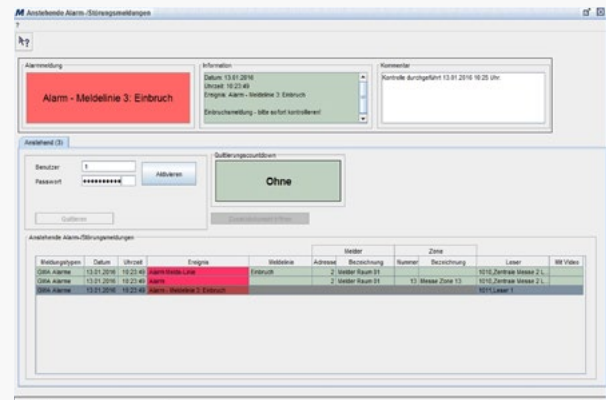 M Anstehende Alarm-/Störungsmeldungen
?
Alarmmeldung
Alarm - Meldelinie 3: Einbruch
Information
Datum: 13.01.2016
Uhrzeit: 10:23:49
Ereignis: Alarm - Meldelinie 3: Einbruch
Einbruchsmeldung - bitte sofort kontrollieren!
Kommentar
Kontrolle durchgeführt 13.01.2016 16:25 Uhr.
Anstehend (3)
Benutzer 1
Passwort **********
Aktivieren
Quittieren
Quittierungscountdown
Ohne
Anstehende Alarm-/Störungsmeldungen
Melder Zone
Meldungstypen Datum Uhrzeit Ereignis Meldelinie Adresse Bezeichnung Nummer Bezeichnung Leser Mit Video
GMA Alarme 13.01.2016 10:23:49 Alarm Melde-Linie Einbruch 2 Melder Raum 01 1010,Zentrale Messe 2 L...
GMA Alarme 13.01.2016 10:23:49 Alarm 2 Melder Raum 01 13 Messe Zone 13 1010,Zentrale Messe 2 L...
GMA Alarme 13.01.2016 10:23:49 Alarm - Meldelinie 3: Einbruch 1011,Leser 1